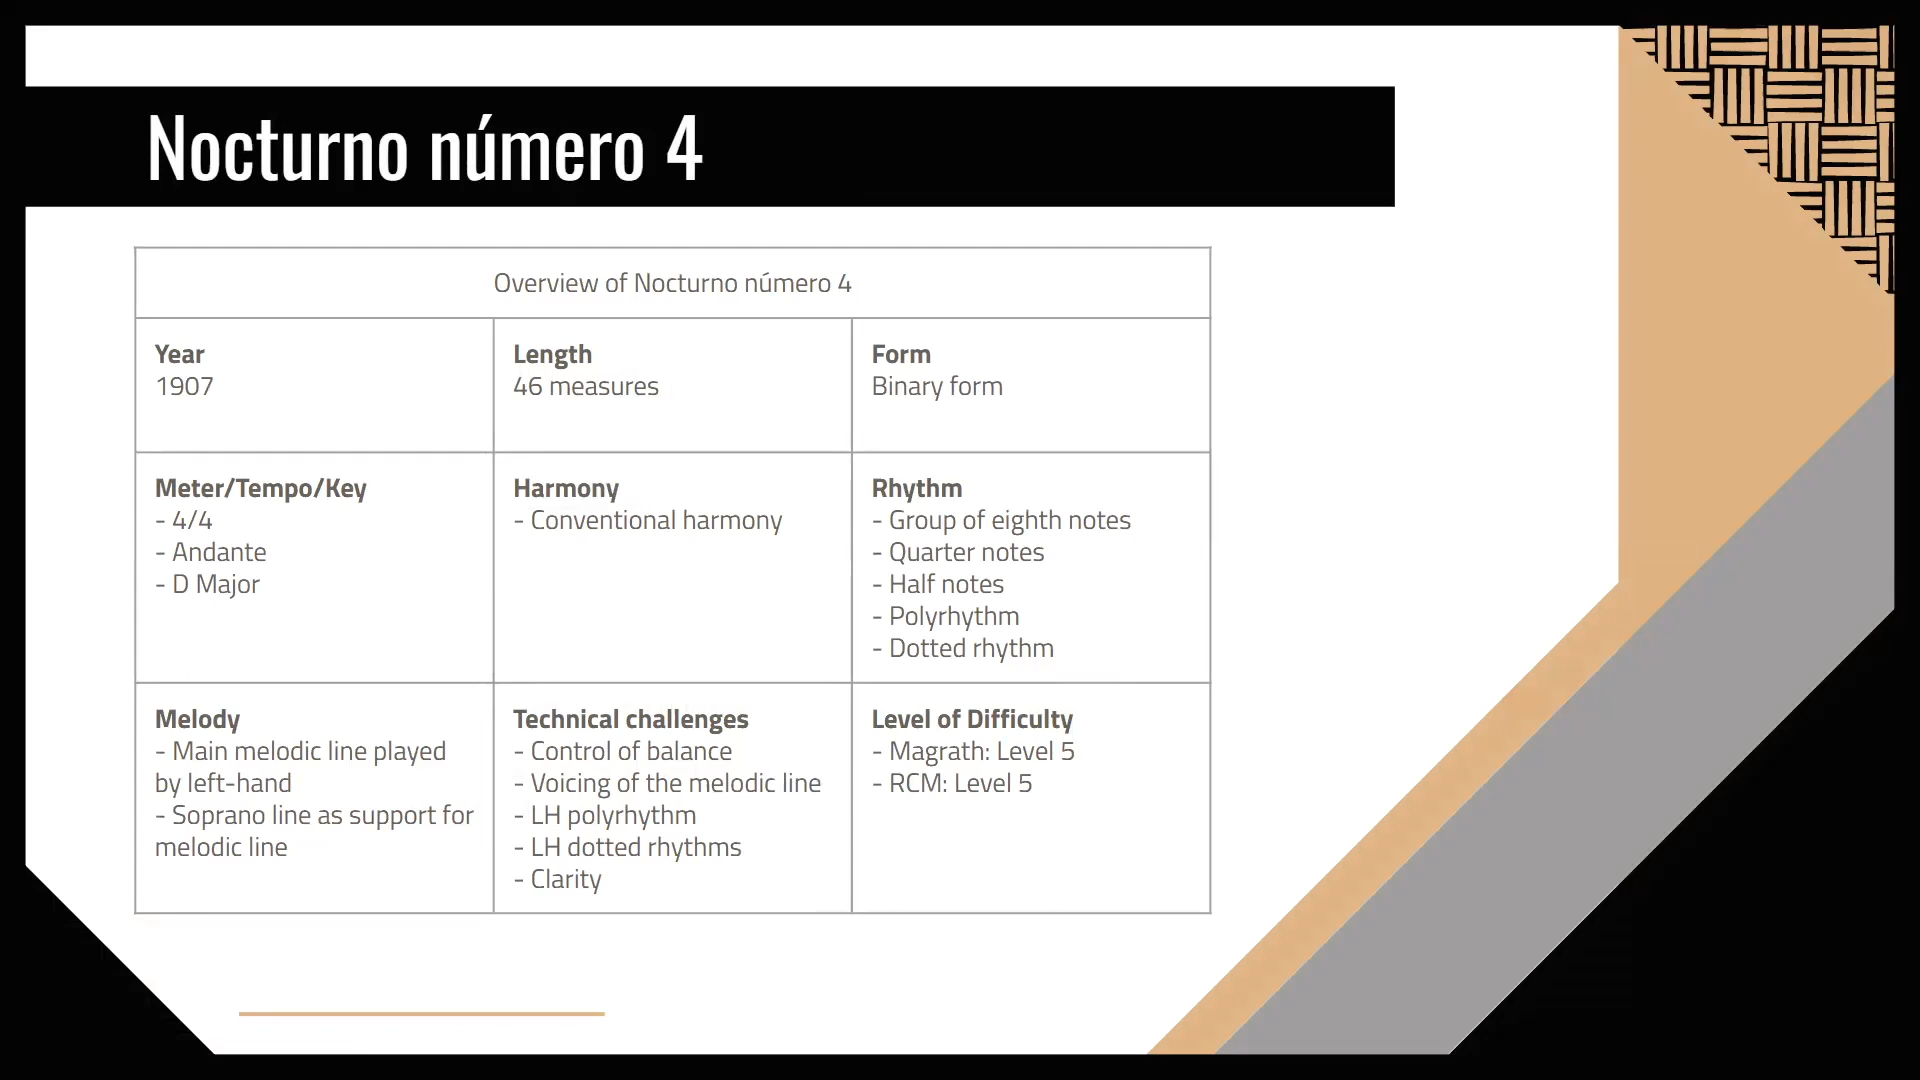 Nocturno número 4
Overview of Nocturno número 4
Year
1907
Length
46 measures
Form
Binary form
Meter/Tempo/Key
- 4/4
- Andante
- D Major
Harmony
- Conventional harmony
Rhythm
- Group of eighth notes
- Quarter notes
- Half notes
- Polyrhythm
- Dotted rhythm
Melody
- Main melodic line played
by left-hand
- Soprano line as support for
melodic line
Technical challenges
- Control of balance
- Voicing of the melodic line
- LH polyrhythm
- LH dotted rhythms
- Clarity
Level of Difficulty
- Magrath: Level 5
- RCM: Level 5